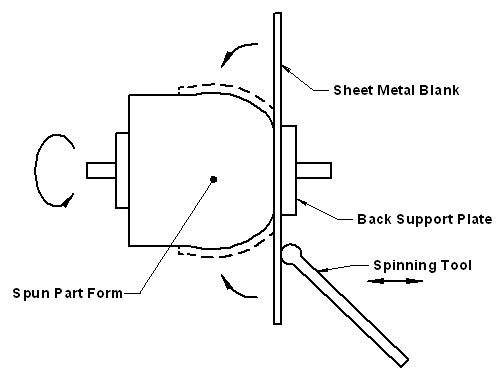 Sheet Metal Blank
Back Support Plate
Spinning Tool
Spun Part Form